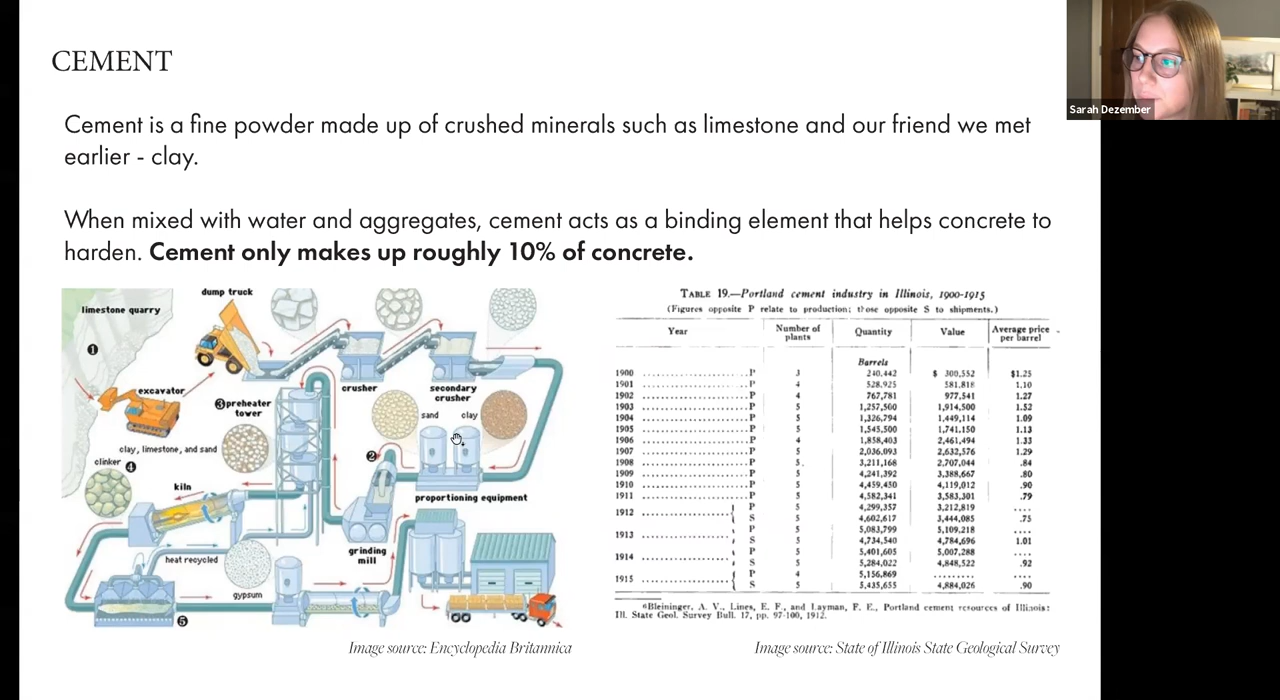 CEMENT
Sarah Dezember
Cement is a fine powder made up of crushed minerals such as limestone and our friend we met
earlier - clay.
When mixed with water and aggregates, cement acts as a binding element that helps concrete to
harden. Cement only makes up roughly 10% of concrete.
dump truck
limestone quarry
1
excavator
crusher
secondary
crusher
3 preheater
tower
sand clay
clay, limestone, and sand
clinker 4
2
kiln
proportioning equipment
grinding
mill
heat recycled
gypsum
5
Image source: Encyclopedia Britannica
TABLE 19.—Portland cement industry in Illinois, 1900-1915
(Figures opposite P relate to production; those opposite S to shipments.)
Year Number of plants Quantity Value Average price per barrel
Barrels
1900 P 3 240,442 $ 300,552 $1.25
1901 P 4 528,925 581,818 1.10
1902 P 4 767,781 977,541 1.27
1903 P 5 1,257,500 1,914,500 1.52
1904 P 5 1,326,794 1,449,114 1.09
1905 P 5 1,545,500 1,741,150 1.13
1906 P 4 1,858,403 2,461,494 1.33
1907 P 5 2,036,093 2,632,576 1.29
1908 P 5 3,211,168 2,707,044 .84
1909 P 5 4,241,392 3,388,667 .80
1910 P 5 4,459,450 4,119,012 .90
1911 P 5 4,582,341 3,583,301 .79
1912 P 5 4,299,357 3,212,819 ....
S 5 4,602,617 3,444,085 .75
1913 P 5 5,083,799 5,109,218 ....
S 5 4,734,540 4,784,696 1.01
1914 P 5 5,401,605 5,007,288 ....
S 5 5,284,022 4,848,522 .92
1915 P 4 5,156,869 ......... ....
S 5 5,435,655 4,884,026 .90
Bleininger, A. V., Lines, E. F., and Layman, F. E., Portland cement resources of Illinois:
Ill. State Geol. Survey Bull. 17, pp. 97-100, 1912.
Image source: State of Illinois State Geological Survey